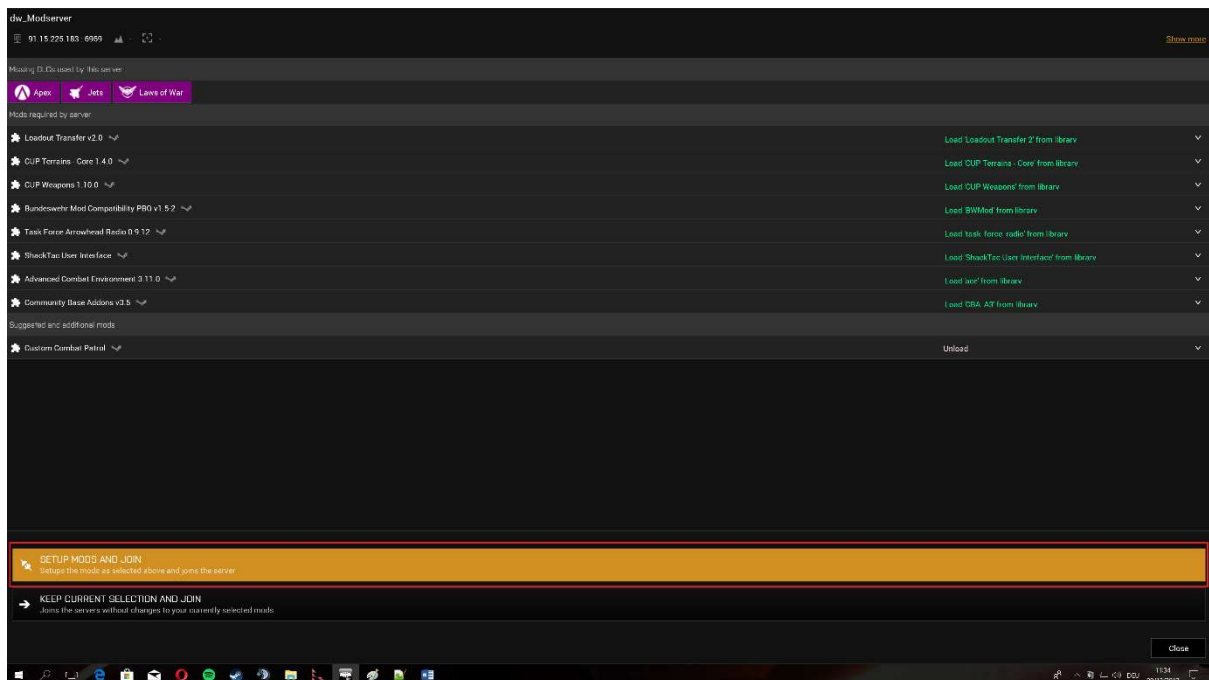 dw_Modserver
91.15.225.183 : 6969 - -
Show more
Missing DLCs used by this server
Apex Jets Laws of War
Mods required by server
Loadout Transfer v2.0 Load 'Loadout Transfer 2' from library
CUP Terrains - Core 1.4.0 Load 'CUP Terrains - Core' from library
CUP Weapons 1.10.0 Load 'CUP Weapons' from library
Bundeswehr Mod Compatibility PBO v1.5-2 Load 'BWMod' from library
Task Force Arrowhead Radio 0.9.12 Load 'task_force_radio' from library
ShackTac User Interface Load 'ShackTac User Interface' from library
Advanced Combat Environment 3.11.0 Load 'ace' from library
Community Base Addons v3.5 Load 'CBA_A3' from library
Suggested and additional mods
Custom Combat Patrol Unload
SETUP MODS AND JOIN
Setups the mods as selected above and joins the server
KEEP CURRENT SELECTION AND JOIN
Joins the servers without changes to your currently selected mods
Close
DEU 11:34